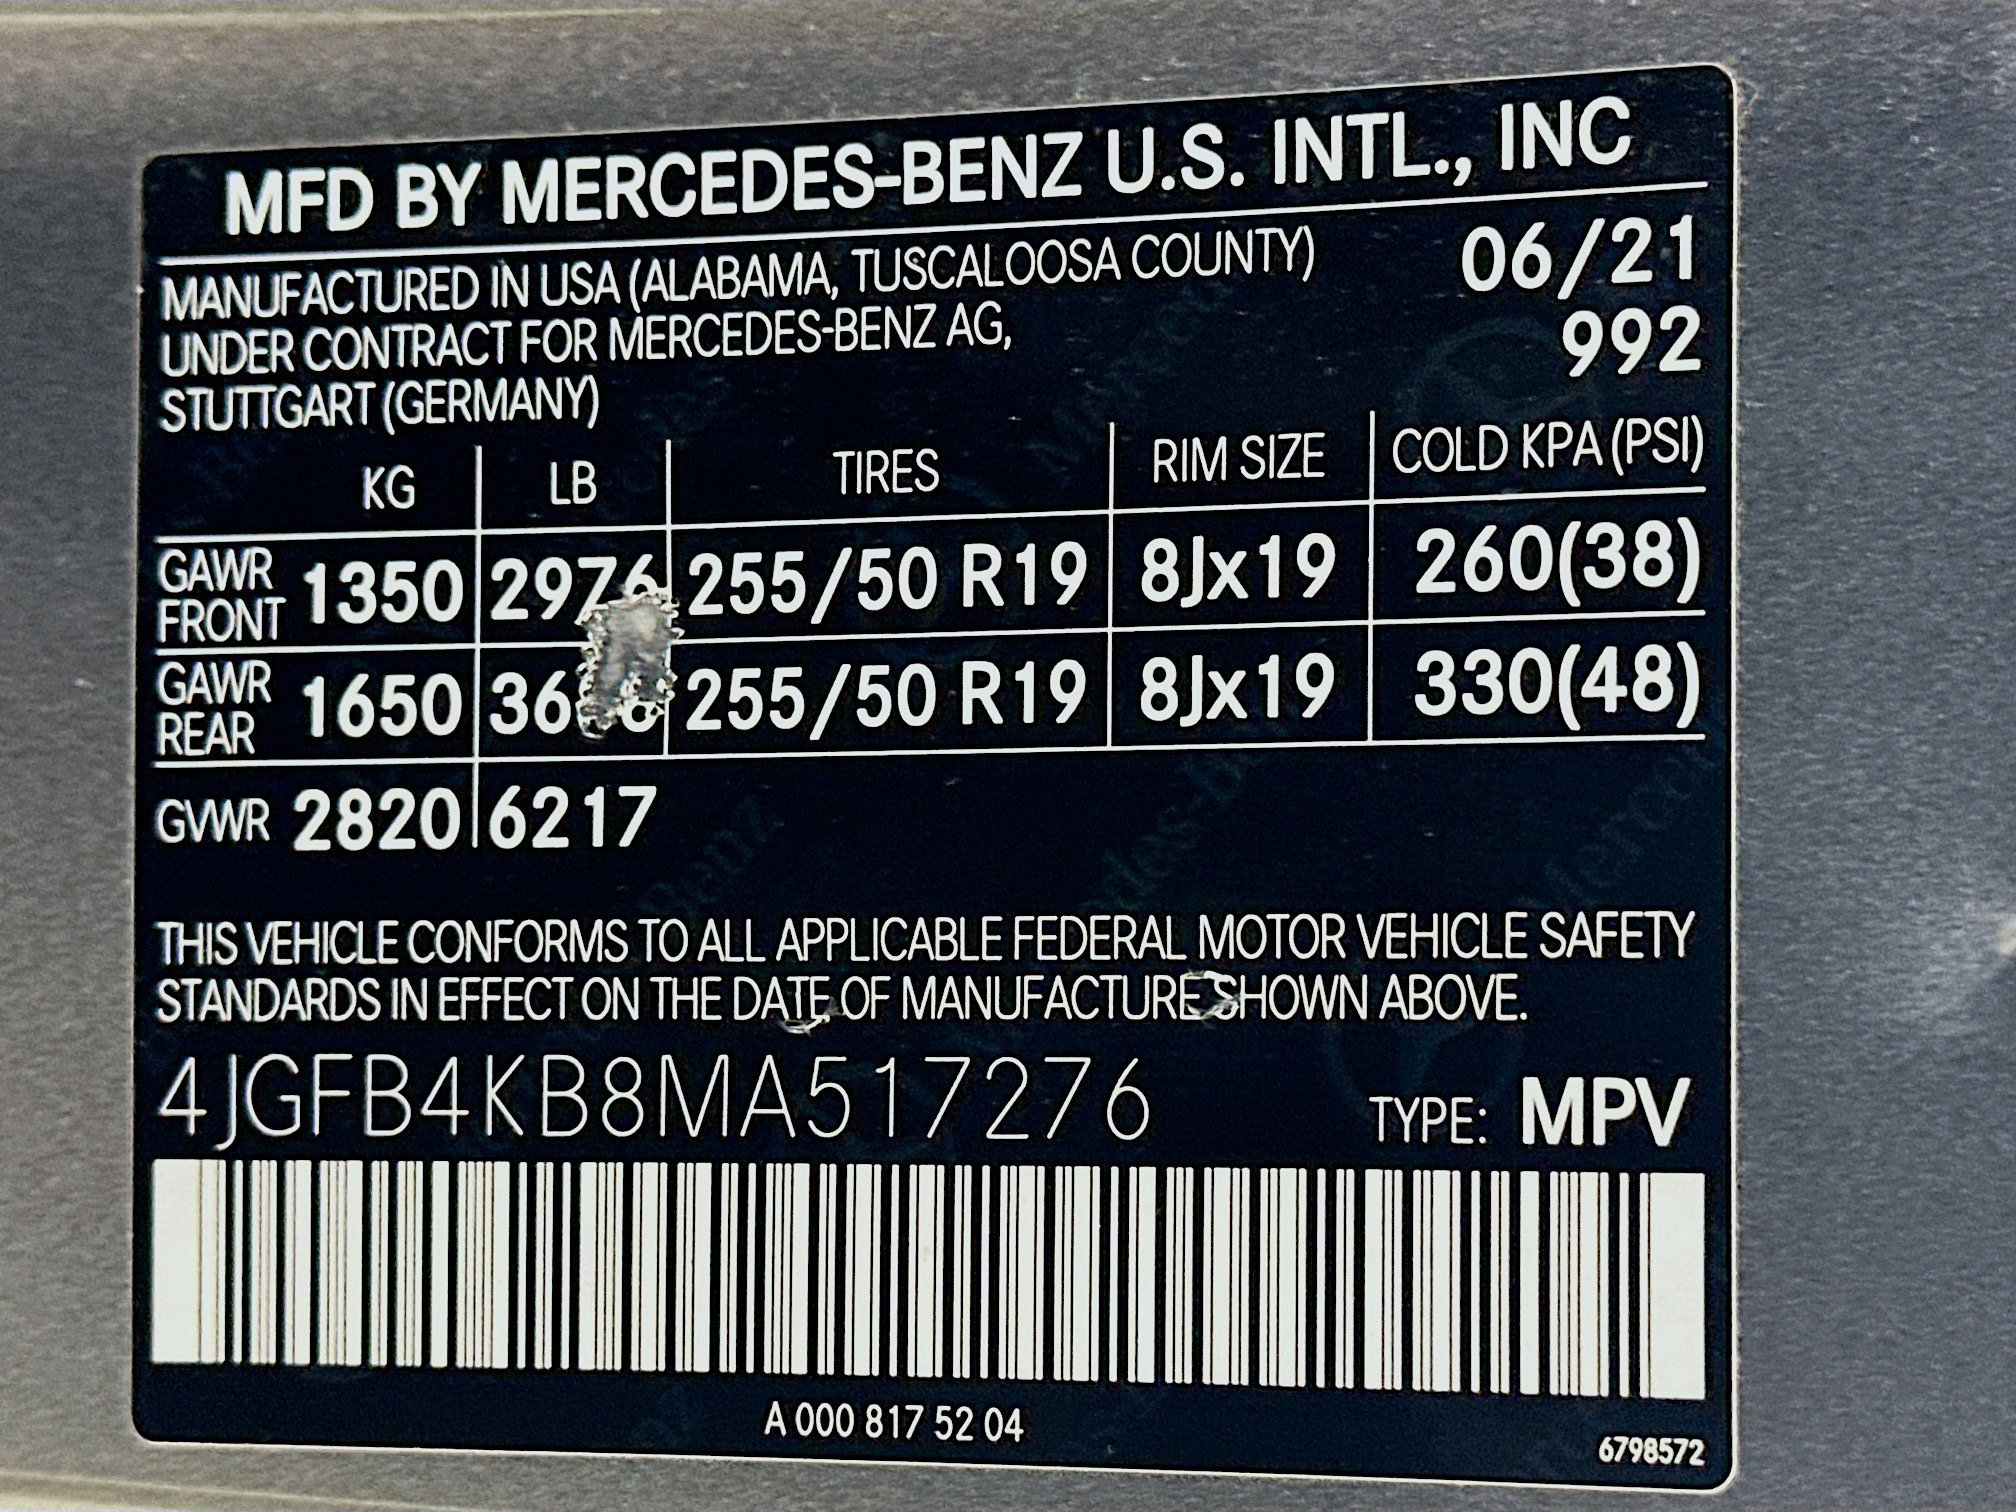 MFD BY MERCEDES-BENZ U.S. INTL., INC
MANUFACTURED IN USA (ALABAMA, TUSCALOOSA COUNTY) 06/21
UNDER CONTRACT FOR MERCEDES-BENZ AG, 992
STUTTGART (GERMANY)
KG LB TIRES RIM SIZE COLD KPA (PSI)
GAWR FRONT 1350 2976 255/50 R19 8Jx19 260(38)
GAWR REAR 1650 255/50 R19 8Jx19 330(48)
GVWR 2820 6217
THIS VEHICLE CONFORMS TO ALL APPLICABLE FEDERAL MOTOR VEHICLE SAFETY
STANDARDS IN EFFECT ON THE DATE OF MANUFACTURE SHOWN ABOVE.
4JGFB4KB8MA517276 TYPE: MPV
A 000 817 52 04
6798572